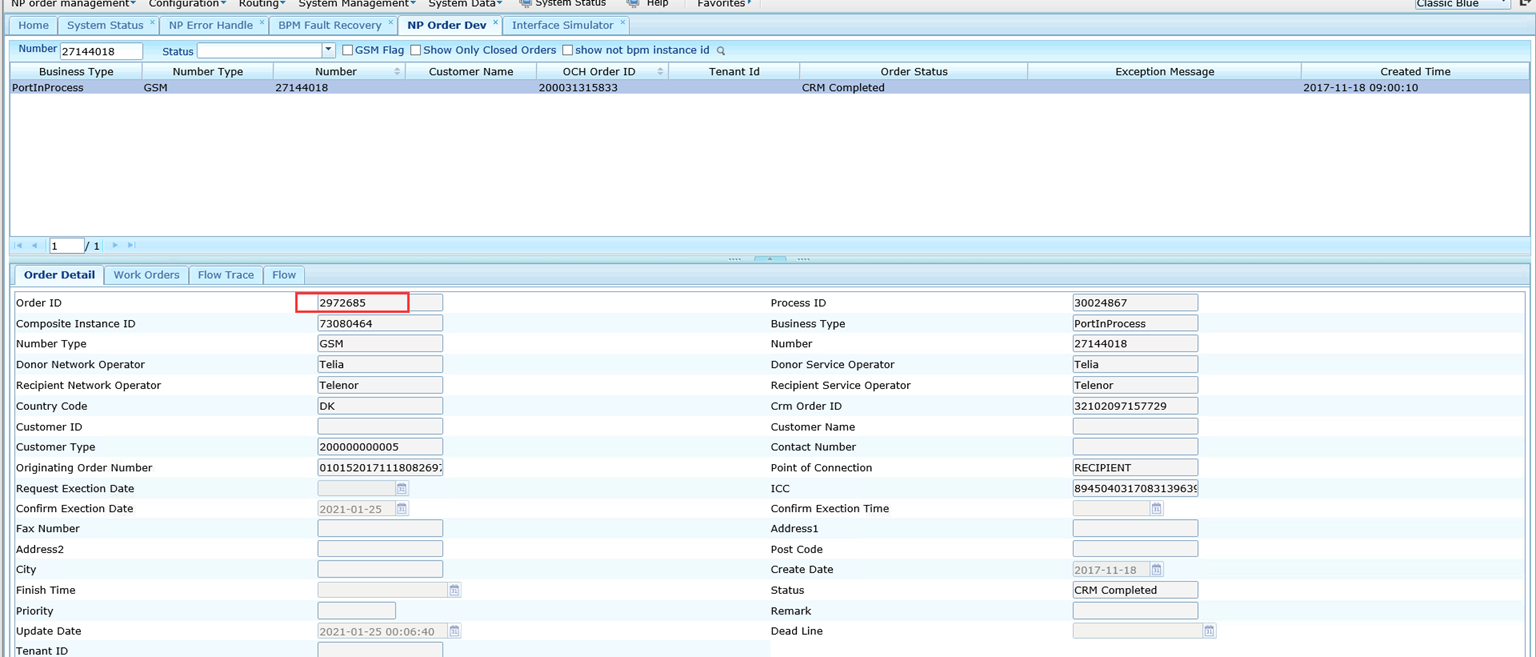 NP order management Configuration Routing System Management System Data System Status Help Favorites Classic Blue
Home System Status × NP Error Handle × BPM Fault Recovery × NP Order Dev × Interface Simulator ×
Number 27144018 Status GSM Flag Show Only Closed Orders show not bpm instance id
Business Type Number Type Number Customer Name OCH Order ID Tenant Id Order Status Exception Message Created Time
PortInProcess GSM 27144018 200031315833 CRM Completed 2017-11-18 09:00:10
1 / 1
Order Detail Work Orders Flow Trace Flow
Order ID 2972685 Process ID 30024867
Composite Instance ID 73080464 Business Type PortInProcess
Number Type GSM Number 27144018
Donor Network Operator Telia Donor Service Operator Telia
Recipient Network Operator Telenor Recipient Service Operator Telenor
Country Code DK Crm Order ID 32102097157729
Customer ID Customer Name
Customer Type 200000000005 Contact Number
Originating Order Number 0101520171118082697 Point of Connection RECIPIENT
Request Exection Date ICC 8945040317083139639
Confirm Exection Date 2021-01-25 Confirm Exection Time
Fax Number Address1
Address2 Post Code
City Create Date 2017-11-18
Finish Time Status CRM Completed
Priority Remark
Update Date 2021-01-25 00:06:40 Dead Line
Tenant ID